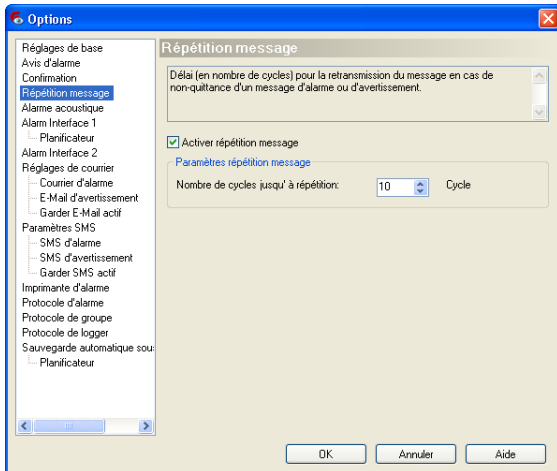 Options
Réglages de base
Avis d'alarme
Confirmation
Répétition message
Alarme acoustique
Alarm Interface 1
Planificateur
Alarm Interface 2
Réglages de courrier
Courrier d'alarme
E-Mail d'avertissement
Garder E-Mail actif
Paramètres SMS
SMS d'alarme
SMS d'avertissement
Garder SMS actif
Imprimante d'alarme
Protocole d'alarme
Protocole de groupe
Protocole de logger
Sauvegarde automatique sou
Planificateur
Répétition message
Délai (en nombre de cycles) pour la retransmission du message en cas de
non-quittance d'un message d'alarme ou d'avertissement.
Activer répétition message
Paramètres répétition message
Nombre de cycles jusqu' à répétition: 10 Cycle
OK Annuler Aide